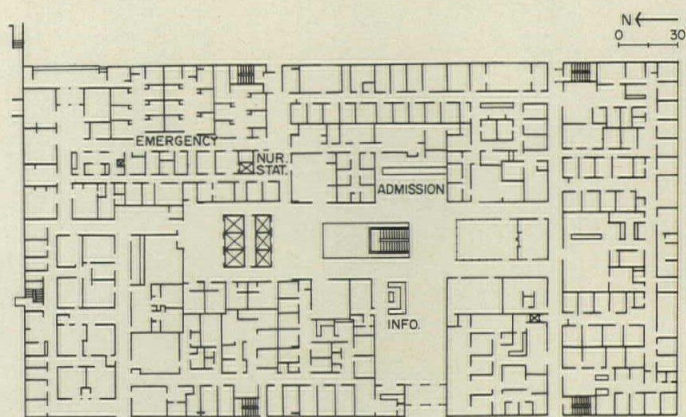 N
0 30
EMERGENCY
NUR.
STAT.
ADMISSION
INFO.